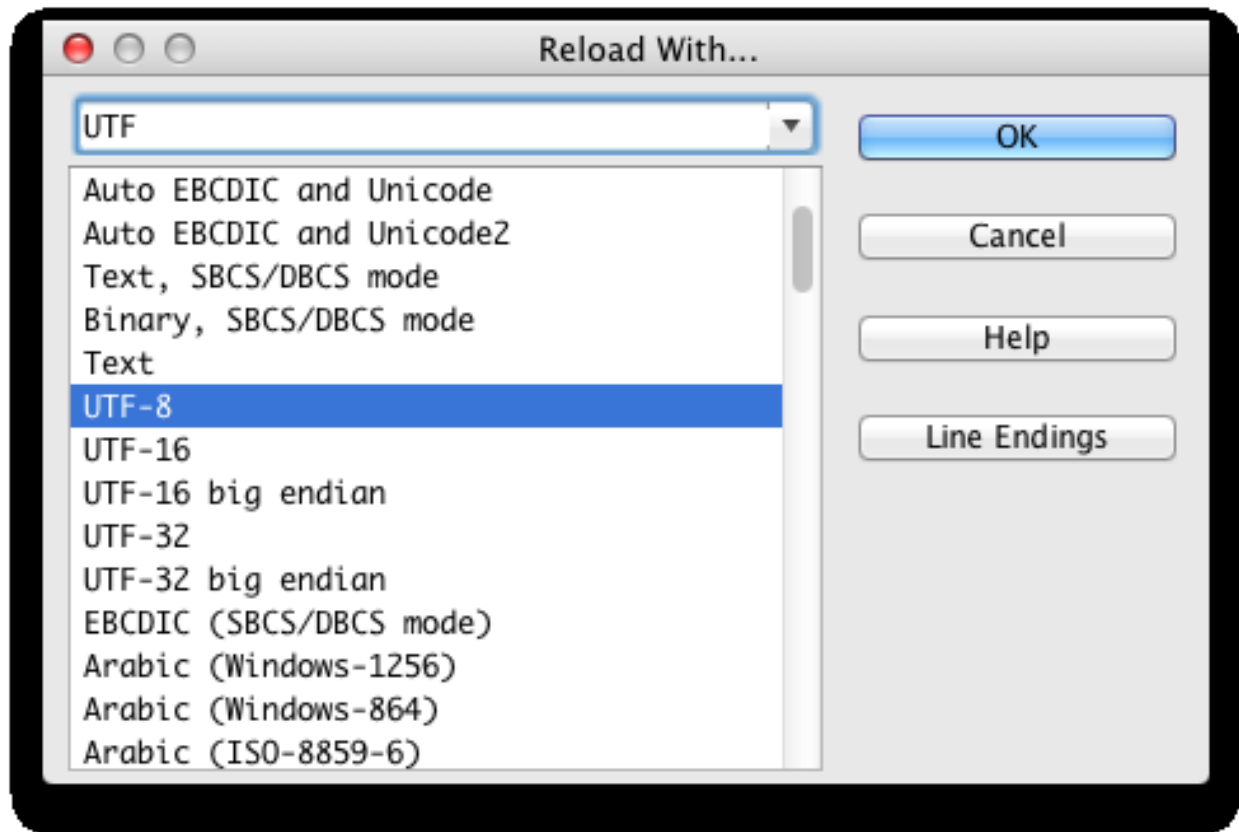 Reload With...
UTF
OK
Auto EBCDIC and Unicode
Auto EBCDIC and Unicode2
Cancel
Text, SBCS/DBCS mode
Binary, SBCS/DBCS mode
Help
Text
UTF-8
Line Endings
UTF-16
UTF-16 big endian
UTF-32
UTF-32 big endian
EBCDIC (SBCS/DBCS mode)
Arabic (Windows-1256)
Arabic (Windows-864)
Arabic (ISO-8859-6)